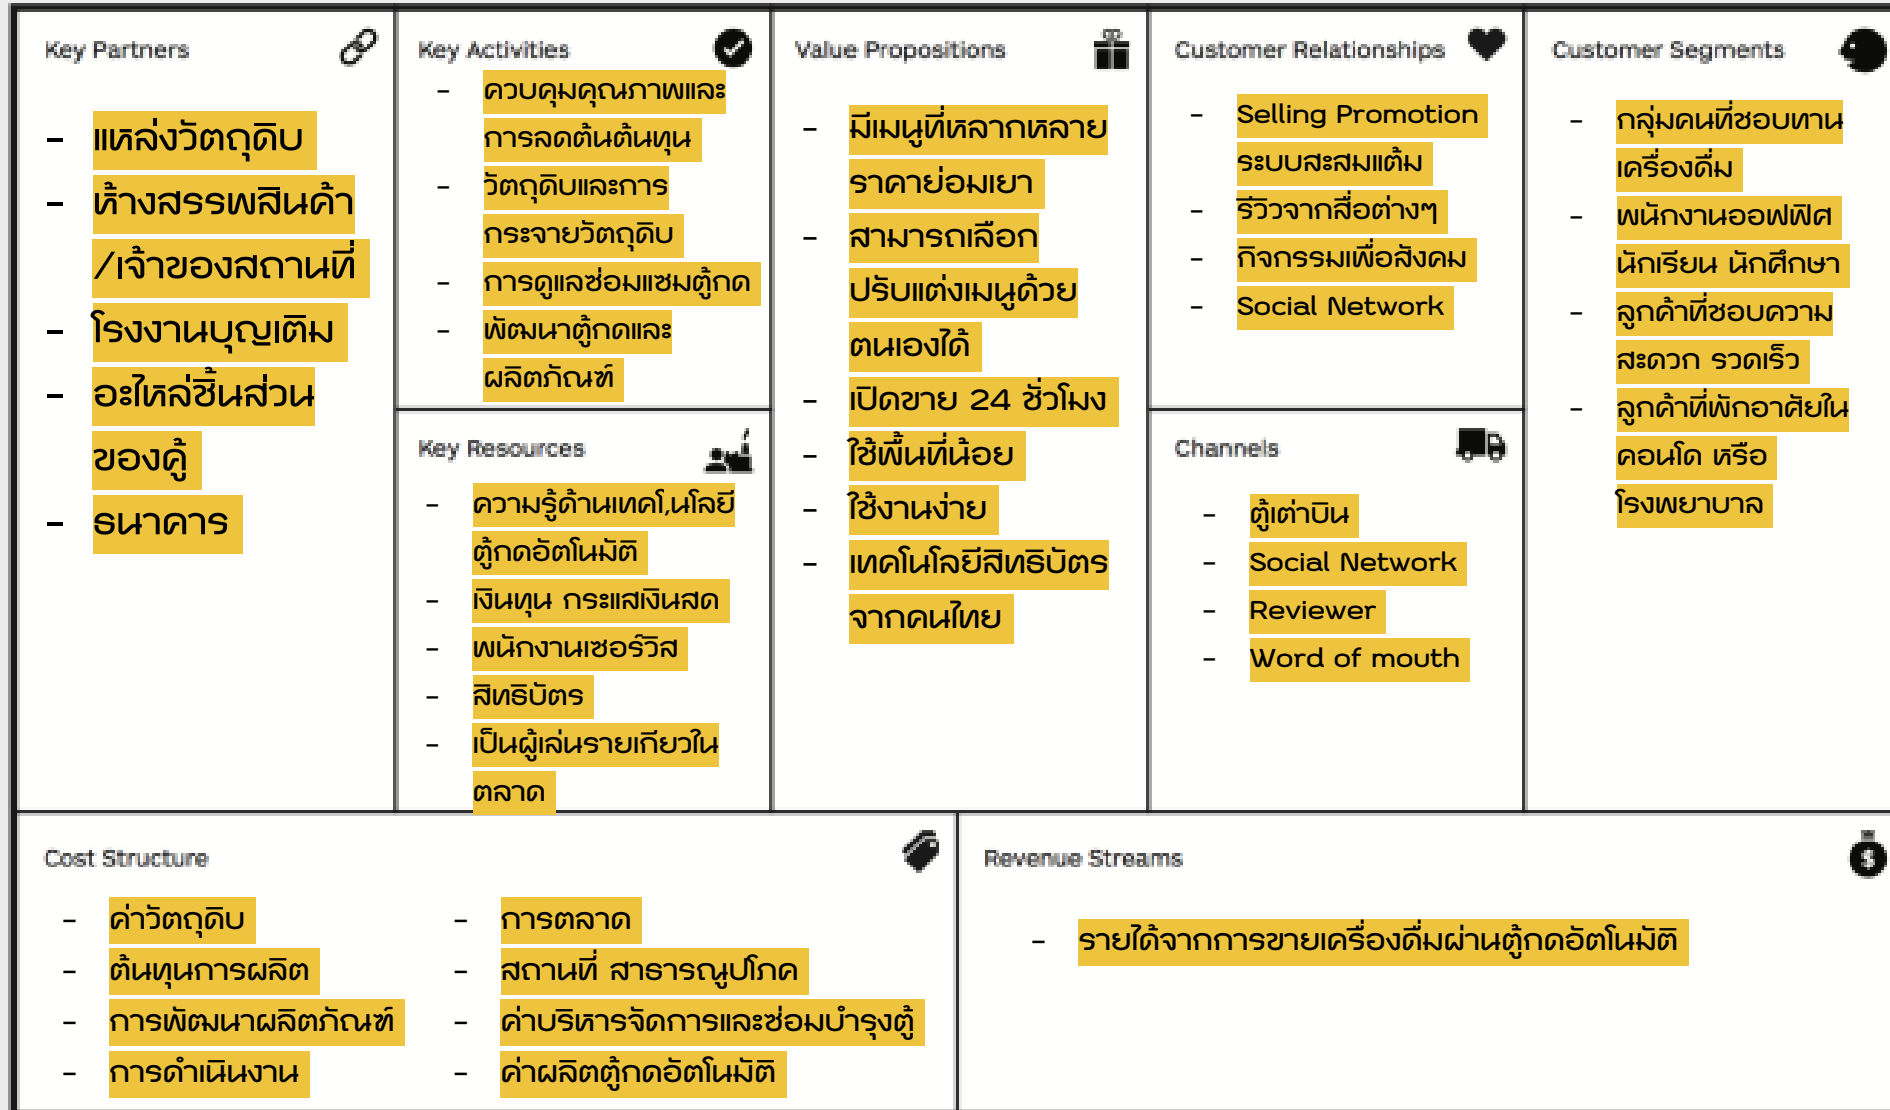 Key Partners
- แหล่งวัตถุดิบ
- ห้างสรรพสินค้า
/เจ้าของสถานที่
- โรงงานบุญเติม
- อะไหล่ชิ้นส่วน
ของคู้
- ธนาคาร
Key Activities
- ควบคุมคุณภาพและ
การลดต้นต้นทุน
- วัตถุดิบและการ
กระจายวัตถุดิบ
- การดูแลซ่อมแซมตู้กด
- พัฒนาตู้กดและ
ผลิตภัณฑ์
Key Resources
- ความรู้ด้านเทคโ,นโลยี
ตู้กดอัตโนมัติ
- เงินทุน กระแสเงินสด
- พนักงานเซอร์วิส
- สิทธิบัตร
- เป็นผู้เล่นรายเกียวใน
ตลาด
Value Propositions
- มีเมนูที่หลากหลาย
ราคาย่อมเยา
- สามารถเลือก
ปรับแต่งเมนูด้วย
ตนเองได้
- เปิดขาย 24 ชั่วโมง
- ใช้พื้นที่น้อย
- ใช้งานง่าย
- เทคโนโลยีสิทธิบัตร
จากคนไทย
Customer Relationships
- Selling Promotion
ระบบสะสมแต้ม
- รีวิวจากสื่อต่างๆ
- กิจกรรมเพื่อสังคม
- Social Network
Channels
- ตู้เต่าบิน
- Social Network
- Reviewer
- Word of mouth
Customer Segments
- กลุ่มคนที่ชอบทาน
เครื่องดื่ม
- พนักงานออฟฟิศ
นักเรียน นักศึกษา
- ลูกค้าที่ชอบความ
สะดวก รวดเร็ว
- ลูกค้าที่พักอาศัยใน
คอนโด หรือ
โรงพยาบาล
Cost Structure
- ค่าวัตถุดิบ
- ต้นทุนการผลิต
- การพัฒนาผลิตภัณฑ์
- การดำเนินงาน
- การตลาด
- สถานที่ สาธารณูปโภค
- ค่าบริหารจัดการและซ่อมบำรุงตู้
- ค่าผลิตตู้กดอัตโนมัติ
Revenue Streams
- รายได้จากการขายเครื่องดื่มผ่านตู้กดอัตโนมัติ